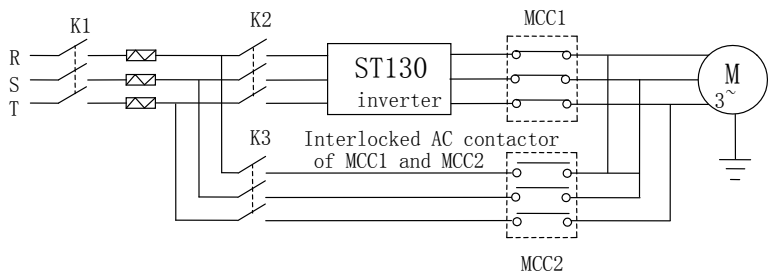 K1
K2
MCC1
R
S
T
ST130
inverter
M
3~
K3
Interlocked AC contactor
of MCC1 and MCC2
MCC2